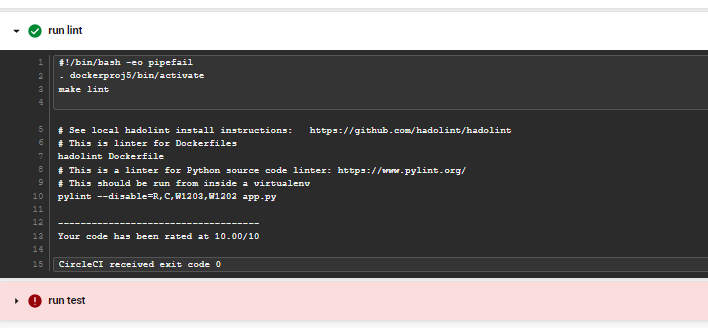 run lint
1 #!/bin/bash -eo pipefail
2 . dockerproj5/bin/activate
3 make lint
4
5 # See local hadolint install instructions:   https://github.com/hadolint/hadolint
6 # This is linter for Dockerfiles
7 hadolint Dockerfile
8 # This is a linter for Python source code linter: https://www.pylint.org/
9 # This should be run from inside a virtualenv
10 pylint --disable=R,C,W1203,W1202 app.py
11
12 ------------------------------------
13 Your code has been rated at 10.00/10
14
15 CircleCI received exit code 0
run test